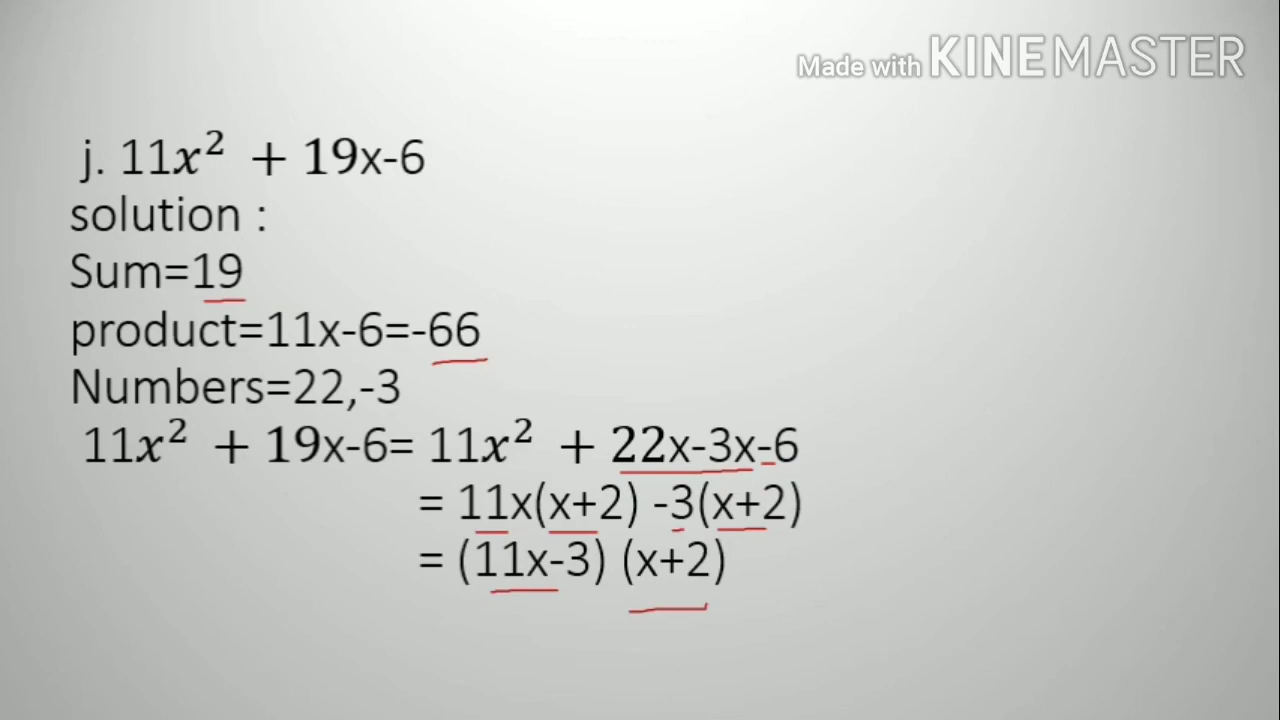 Made with KINEMASTER
j. 11x² + 19x-6
solution :
Sum=19
product=11x-6=-66
Numbers=22,-3
11x² + 19x-6= 11x² + 22x-3x-6
= 11x(x+2) -3(x+2)
= (11x-3) (x+2)